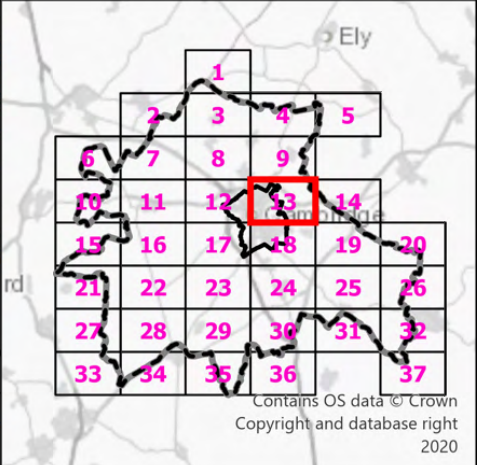 Ely
1
2 3 4 5
6 7 8 9
10 11 12 13 14
Cambridge
15 16 17 18 19 20
rd
21 22 23 24 25 26
27 28 29 30 31 32
33 34 35 36 37
Contains OS data © Crown
Copyright and database right
2020